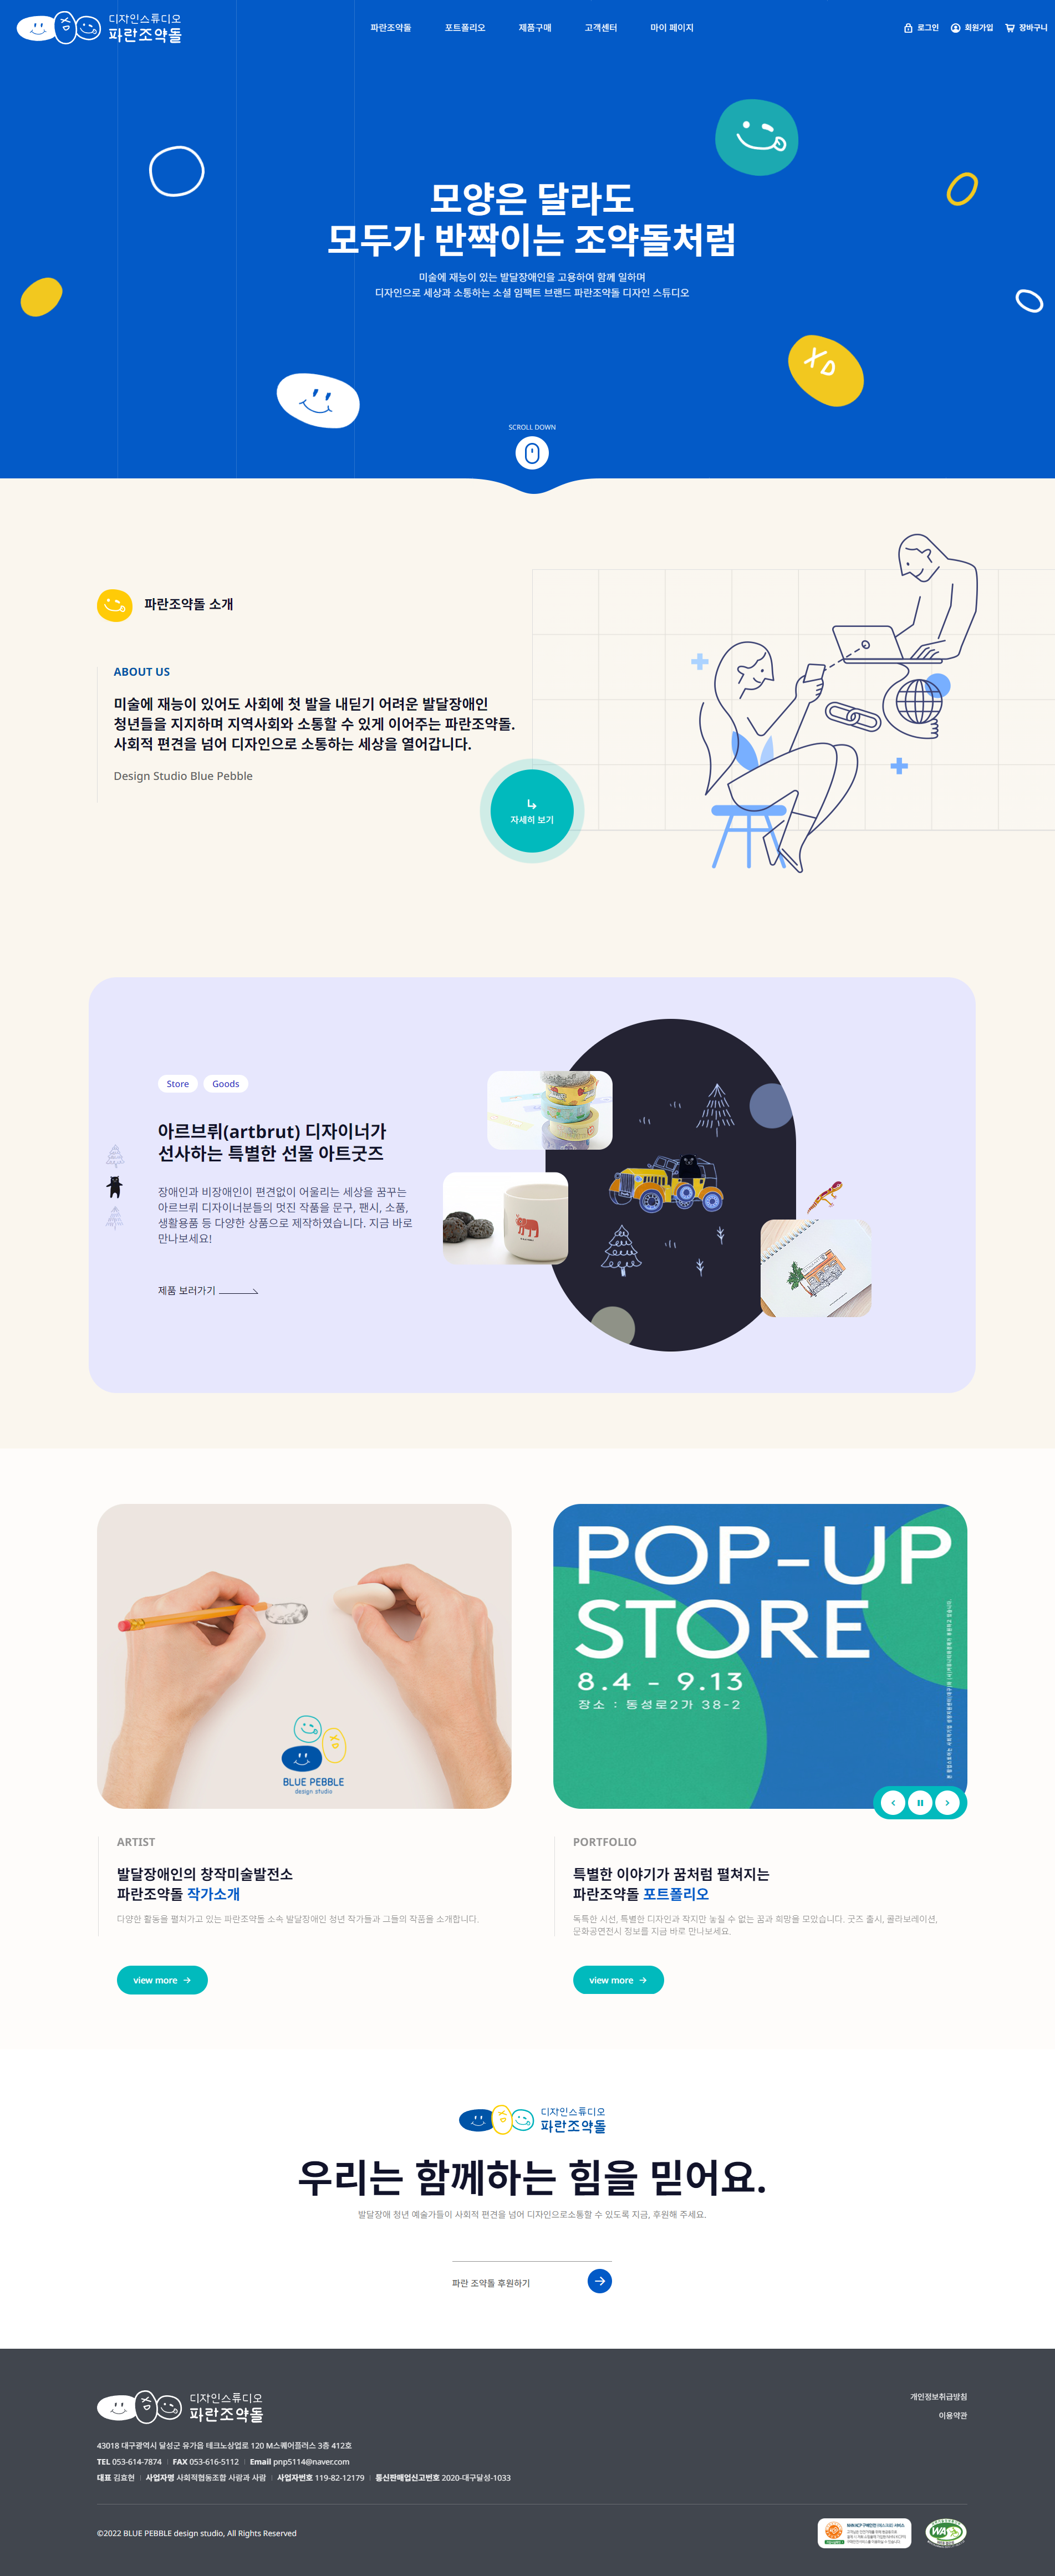 디자인스튜디오
파란조약돌
파란조약돌 포트폴리오 제품구매 고객센터 마이 페이지
로그인 회원가입 장바구니
모양은 달라도
모두가 반짝이는 조약돌처럼
미술에 재능이 있는 발달장애인을 고용하여 함께 일하며
디자인으로 세상과 소통하는 소셜 임팩트 브랜드 파란조약돌 디자인 스튜디오
SCROLL DOWN
파란조약돌 소개
ABOUT US
미술에 재능이 있어도 사회에 첫 발을 내딛기 어려운 발달장애인
청년들을 지지하며 지역사회와 소통할 수 있게 이어주는 파란조약돌.
사회적 편견을 넘어 디자인으로 소통하는 세상을 열어갑니다.
Design Studio Blue Pebble
자세히 보기
Store Goods
아르브뤼(artbrut) 디자이너가
선사하는 특별한 선물 아트굿즈
장애인과 비장애인이 편견없이 어울리는 세상을 꿈꾸는
아르브뤼 디자이너분들의 멋진 작품을 문구, 팬시, 소품,
생활용품 등 다양한 상품으로 제작하였습니다. 지금 바로
만나보세요!
제품 보러가기
BLUE PEBBLE
design studio
POP-UP
STORE
8.4 - 9.13
장소 : 동성로2가 38-2
ARTIST
발달장애인의 창작미술발전소
파란조약돌 작가소개
다양한 활동을 펼쳐가고 있는 파란조약돌 소속 발달장애인 청년 작가들과 그들의 작품을 소개합니다.
view more
PORTFOLIO
특별한 이야기가 꿈처럼 펼쳐지는
파란조약돌 포트폴리오
독특한 시선, 특별한 디자인과 작지만 놓칠 수 없는 꿈과 희망을 모았습니다. 굿즈 출시, 콜라보레이션,
문화공연전시 정보를 지금 바로 만나보세요.
view more
디자인스튜디오
파란조약돌
우리는 함께하는 힘을 믿어요.
발달장애 청년 예술가들이 사회적 편견을 넘어 디자인으로소통할 수 있도록 지금, 후원해 주세요.
파란 조약돌 후원하기
디자인스튜디오
파란조약돌
개인정보취급방침
이용약관
43018 대구광역시 달성군 유가읍 테크노상업로 120 M스퀘어플러스 3층 412호
TEL 053-614-7874 FAX 053-616-5112 Email pnp5114@naver.com
대표 김효현 사업자명 사회적협동조합 사람과 사람 사업자번호 119-82-12179 통신판매업신고번호 2020-대구달성-1033
©2022 BLUE PEBBLE design studio, All Rights Reserved
WA